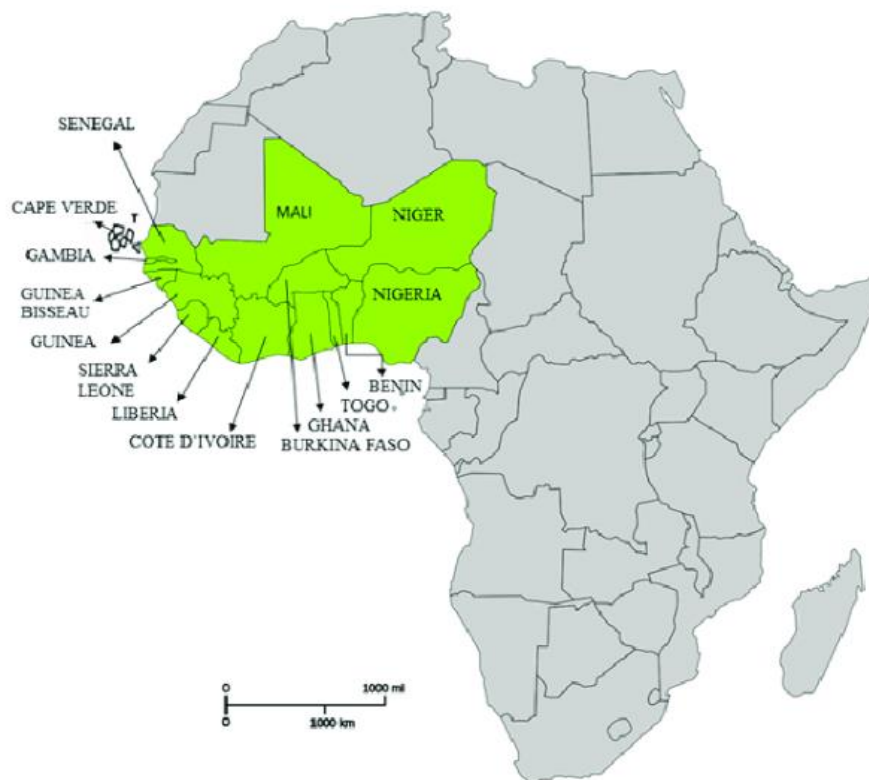 SENEGAL
CAPE VERDE
T
MALI
NIGER
GAMBIA
GUINEA
BISSEAU
NIGERIA
GUINEA
SIERRA
LEONE
BENIN
LIBERIA
TOGO
GHANA
COTE D'IVOIRE
BURKINA FASO
0 1000 mil
0 1000 km